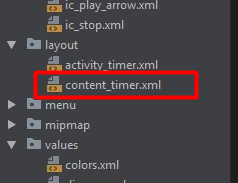 ic_play_arrow.xml
ic_stop.xml
layout
activity_timer.xml
content_timer.xml
menu
mipmap
values
colors.xml